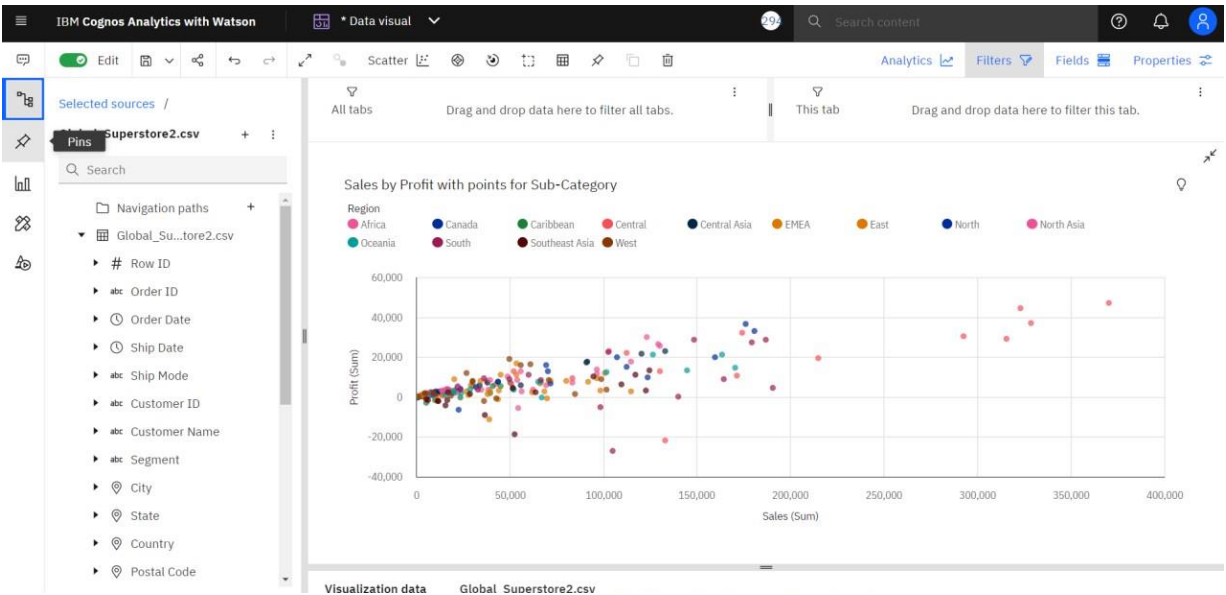 IBM Cognos Analytics with Watson
* Data visual
294
Search content
Edit
Scatter
Analytics
Filters
Fields
Properties
Selected sources /
Superstore2.csv
Pins
Search
Navigation paths
Global_Su...tore2.csv
# Row ID
abc Order ID
Order Date
Ship Date
abc Ship Mode
abc Customer ID
abc Customer Name
abc Segment
City
State
Country
Postal Code
All tabs
Drag and drop data here to filter all tabs.
This tab
Drag and drop data here to filter this tab.
Sales by Profit with points for Sub-Category
Region
Africa Canada Caribbean Central Central Asia EMEA East North North Asia
Oceania South Southeast Asia West
60,000
40,000
20,000
0
-20,000
-40,000
Profit (Sum)
0 50,000 100,000 150,000 200,000 250,000 300,000 350,000 400,000
Sales (Sum)
Visualization data Global_Superstore2.csv